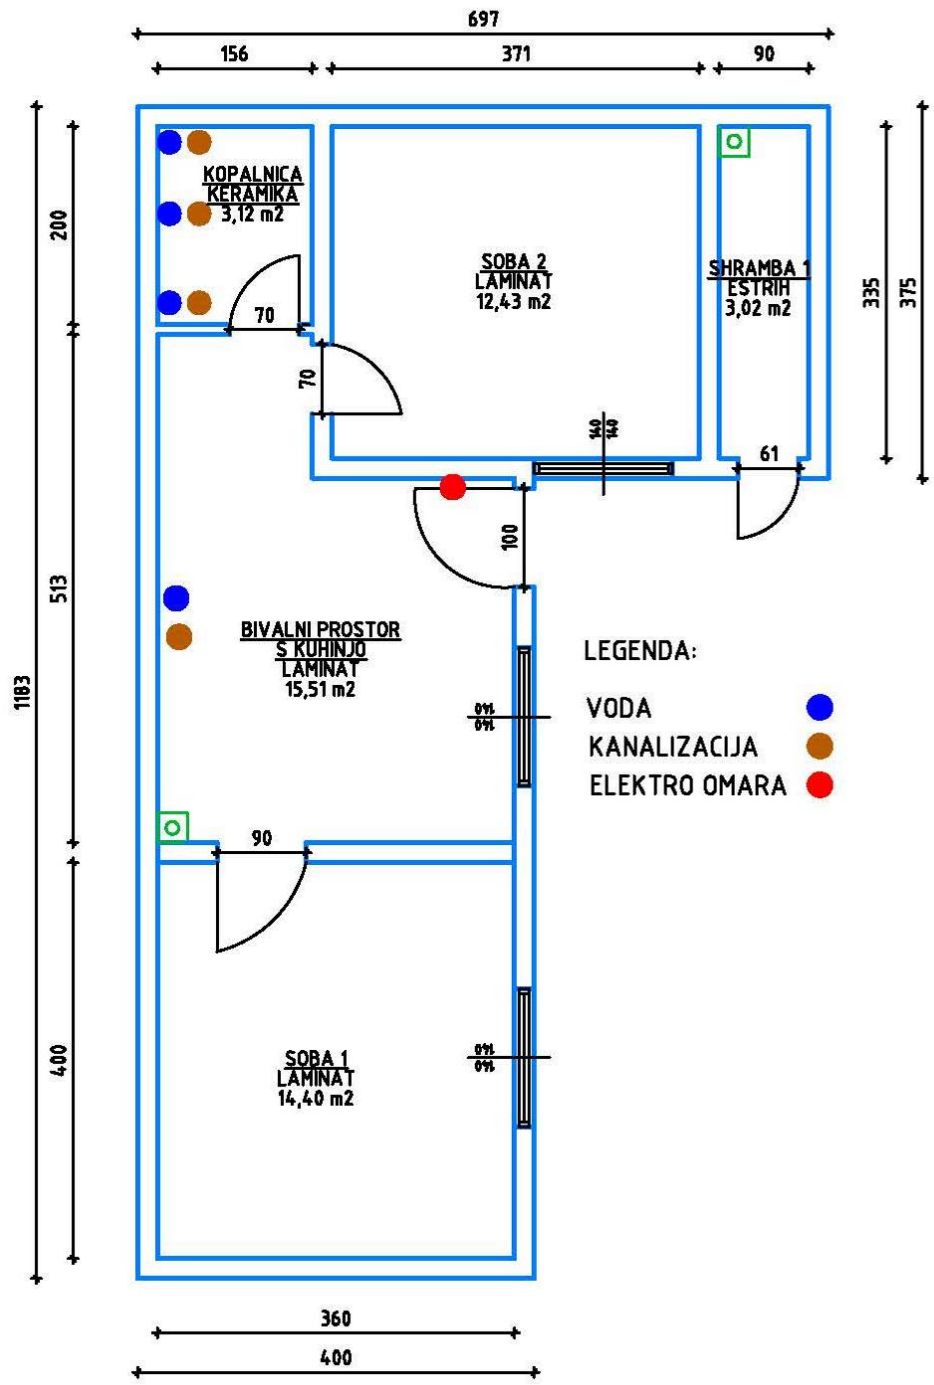 697
156
371
90
KOPALNICA
KERAMIKA
3,12 m2
200
SOBA 2
LAMINAT
12,43 m2
SHRAMBA 1
ESTRIH
3,02 m2
335
375
70
70
140
140
61
100
513
1183
BIVALNI PROSTOR
S KUHINJO
LAMINAT
15,51 m2
140
140
LEGENDA:
VODA
KANALIZACIJA
ELEKTRO OMARA
90
400
SOBA 1
LAMINAT
14,40 m2
140
140
360
400